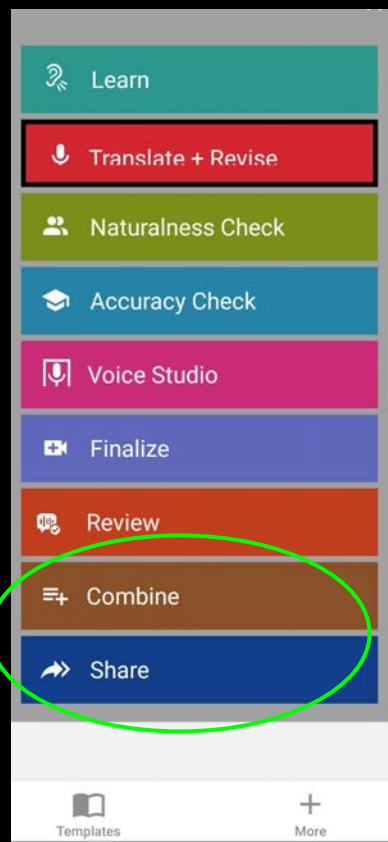 Learn
Translate + Revise
Naturalness Check
Accuracy Check
Voice Studio
Finalize
Review
Combine
Share
Templates
More